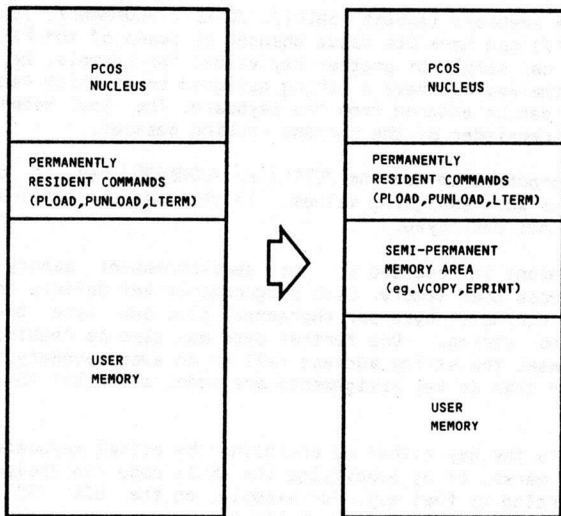 PCOS
NUCLEUS
PERMANENTLY
RESIDENT COMMANDS
(PLOAD,PUNLOAD,LTERM)
USER
MEMORY
PCOS
NUCLEUS
PERMANENTLY
RESIDENT COMMANDS
(PLOAD,PUNLOAD,LTERM)
SEMI-PERMANENT
MEMORY AREA
(eg.VCOPY,EPRINT)
USER
MEMORY